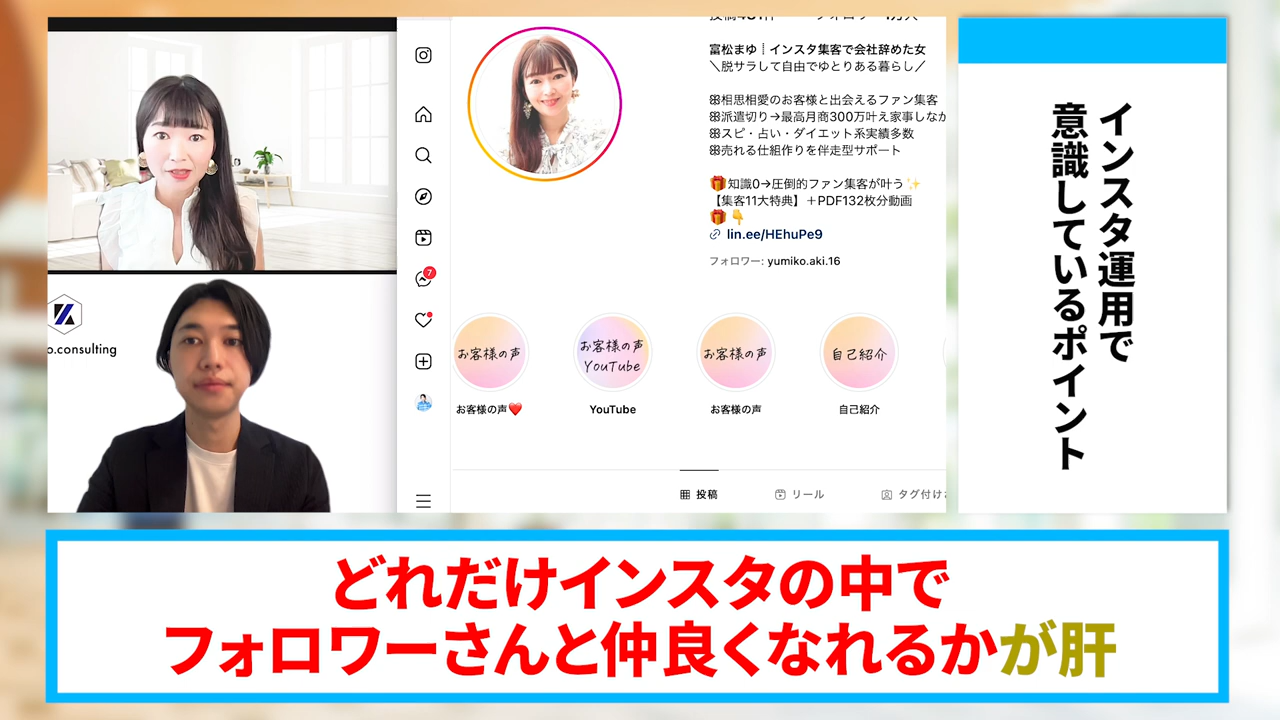 富松まゆ┊インスタ集客で会社辞めた女
＼脱サラして自由でゆとりある暮らし／
ꕤ相思相愛のお客様と出会えるファン集客
ꕤ派遣切り→最高月商300万叶え家事しなが
ꕤスピ・占い・ダイエット系実績多数
ꕤ売れる仕組作りを伴走型サポート
🎁知識0→圧倒的ファン集客が叶う✨
【集客11大特典】＋PDF132枚分動画
🎁👇
lin.ee/HEhuPe9
フォロワー: yumiko.aki.16
7
お客様の声
お客様の声
YouTube
お客様の声
自己紹介
お客様の声❤️
YouTube
お客様の声
自己紹介
投稿
リール
タグ付け
o.consulting
インスタ運用で
意識しているポイント
どれだけインスタの中で
フォロワーさんと仲良くなれるかが肝